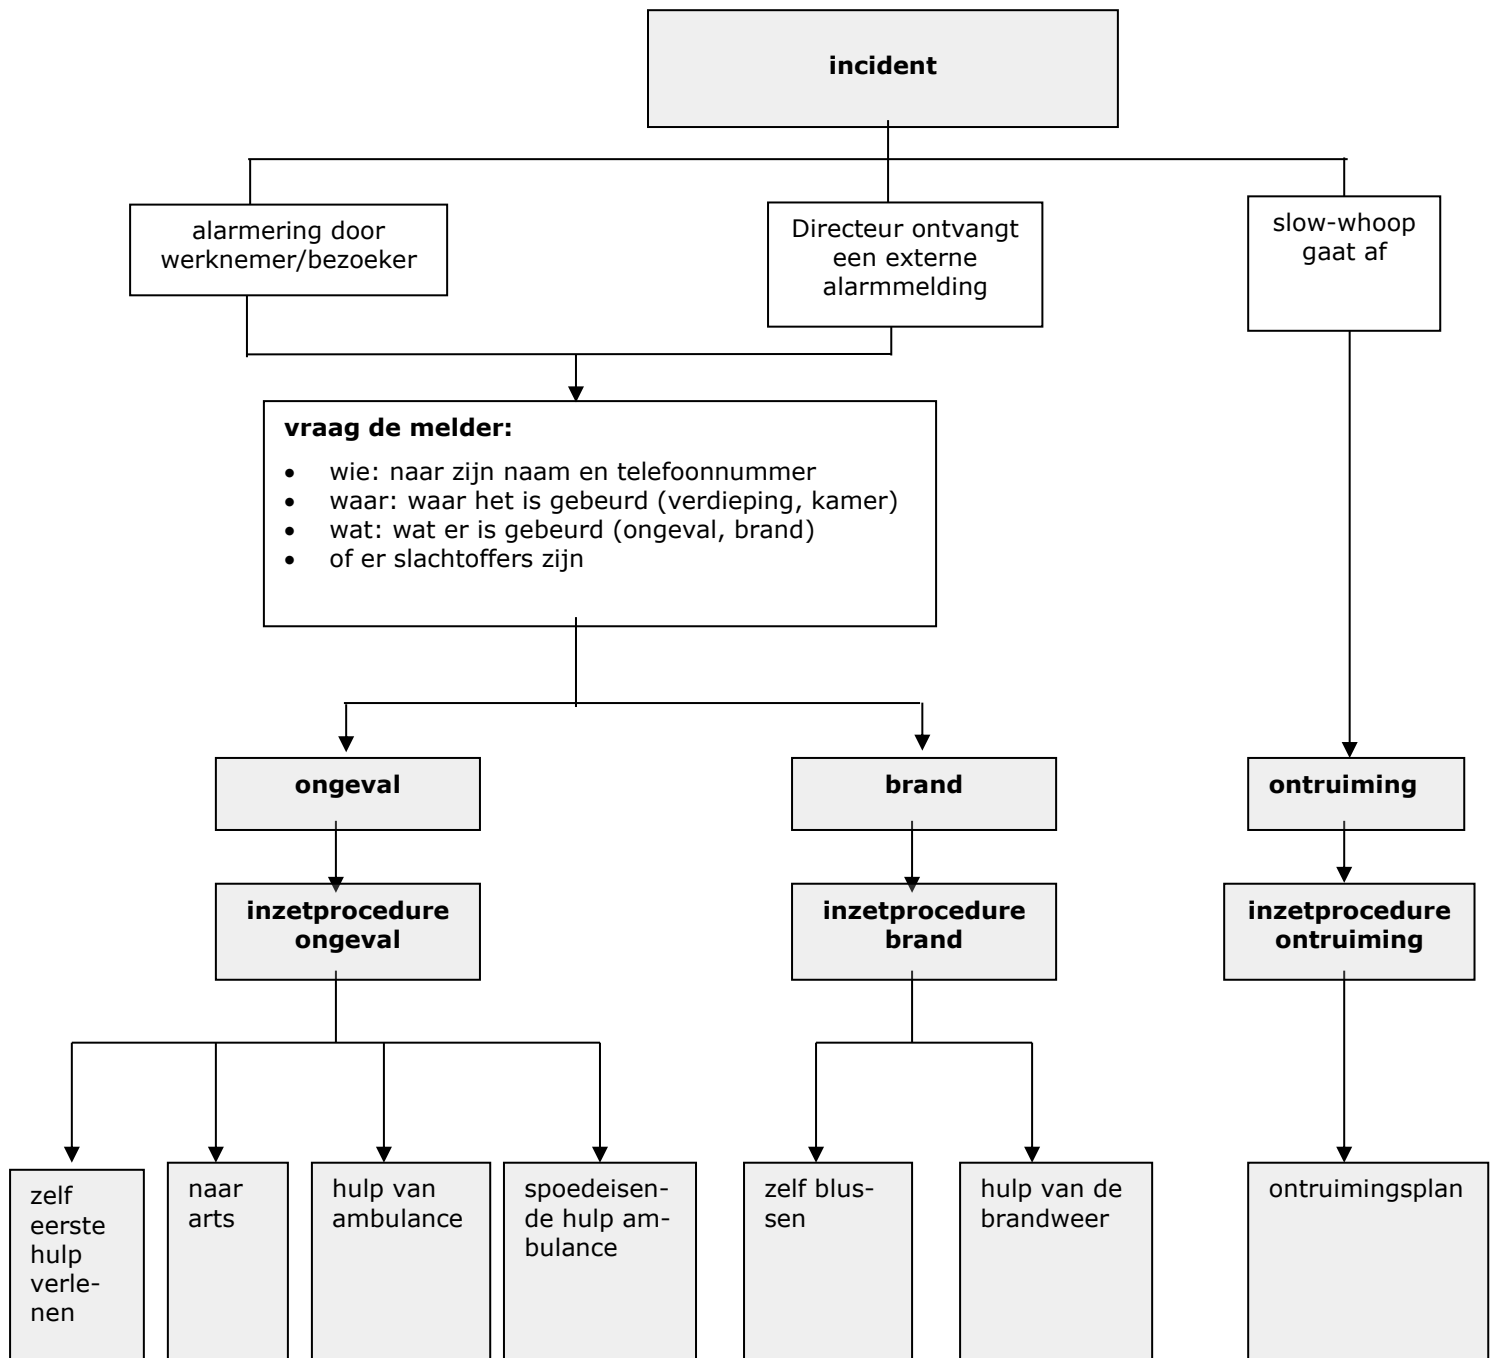 incident
alarmering door
werknemer/bezoeker
Directeur ontvangt
een externe
alarmmelding
slow-whoop
gaat af
vraag de melder:
• wie: naar zijn naam en telefoonnummer
• waar: waar het is gebeurd (verdieping, kamer)
• wat: wat er is gebeurd (ongeval, brand)
• of er slachtoffers zijn
ongeval
brand
ontruiming
inzetprocedure
ongeval
inzetprocedure
brand
inzetprocedure
ontruiming
zelf
eerste
hulp
verle-
nen
naar
arts
hulp van
ambulance
spoedeisen-
de hulp am-
bulance
zelf blus-
sen
hulp van de
brandweer
ontruimingsplan